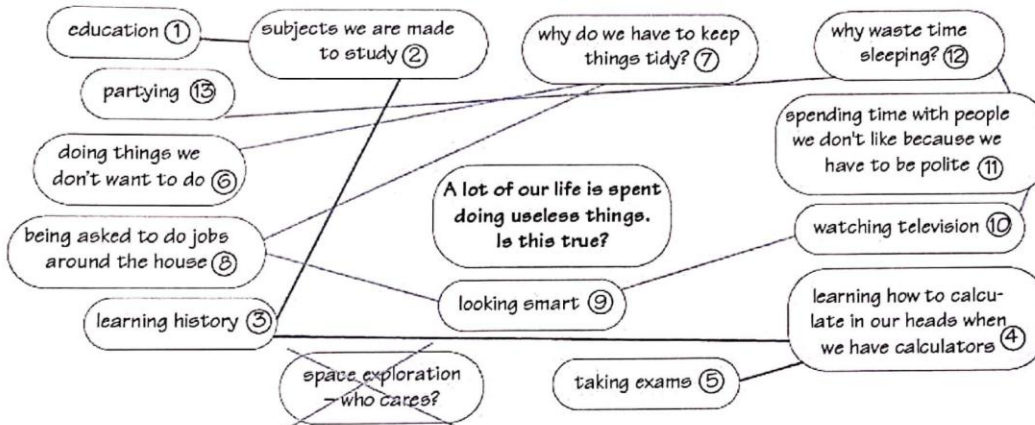 education ①
subjects we are made
to study ②
why do we have to keep
things tidy? ⑦
why waste time
sleeping? ⑫
partying ⑬
spending time with people
we don't like because we
have to be polite ⑪
doing things we
don't want to do ⑥
A lot of our life is spent
doing useless things.
Is this true?
being asked to do jobs
around the house ⑧
watching television ⑩
looking smart ⑨
learning history ③
learning how to calcu-
late in our heads when
we have calculators ④
space exploration
– who cares?
taking exams ⑤